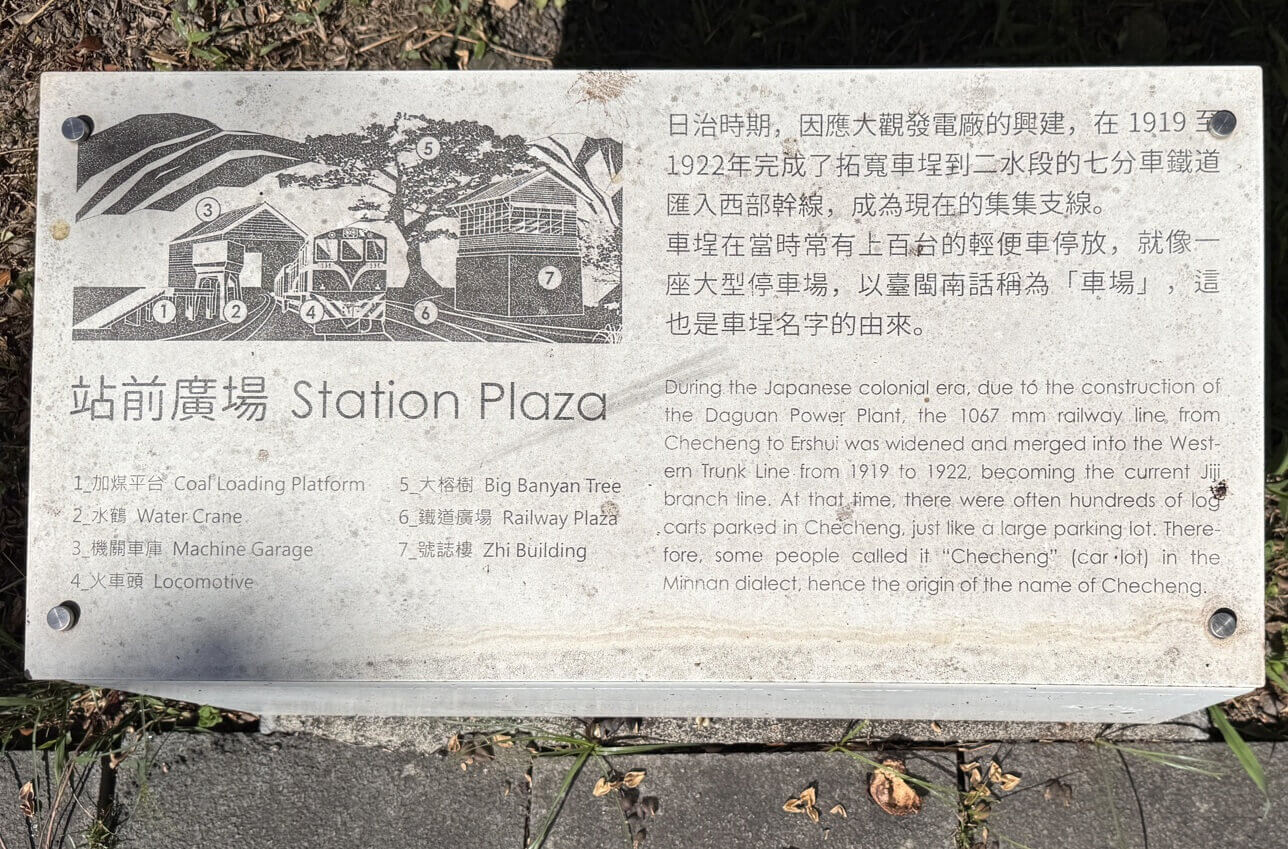 站前廣場 Station Plaza
1_加煤平台 Coal Loading Platform
2_水鶴 Water Crane
3_機關車庫 Machine Garage
4_火車頭 Locomotive
5_大榕樹 Big Banyan Tree
6_鐵道廣場 Railway Plaza
7_號誌樓 Zhi Building
1
2
3
4
5
6
7
日治時期，因應大觀發電廠的興建，在 1919 至
1922年完成了拓寬車埕到二水段的七分車鐵道
匯入西部幹線，成為現在的集集支線。
車埕在當時常有上百台的輕便車停放，就像一
座大型停車場，以臺閩南話稱為「車場」，這
也是車埕名字的由來。
During the Japanese colonial era, due to the construction of
the Daguan Power Plant, the 1067 mm railway line from
Checheng to Ershui was widened and merged into the West-
ern Trunk Line from 1919 to 1922, becoming the current Jiji
branch line. At that time, there were often hundreds of log
carts parked in Checheng, just like a large parking lot. There-
fore, some people called it “Checheng” (car lot) in the
Minnan dialect, hence the origin of the name of Checheng.